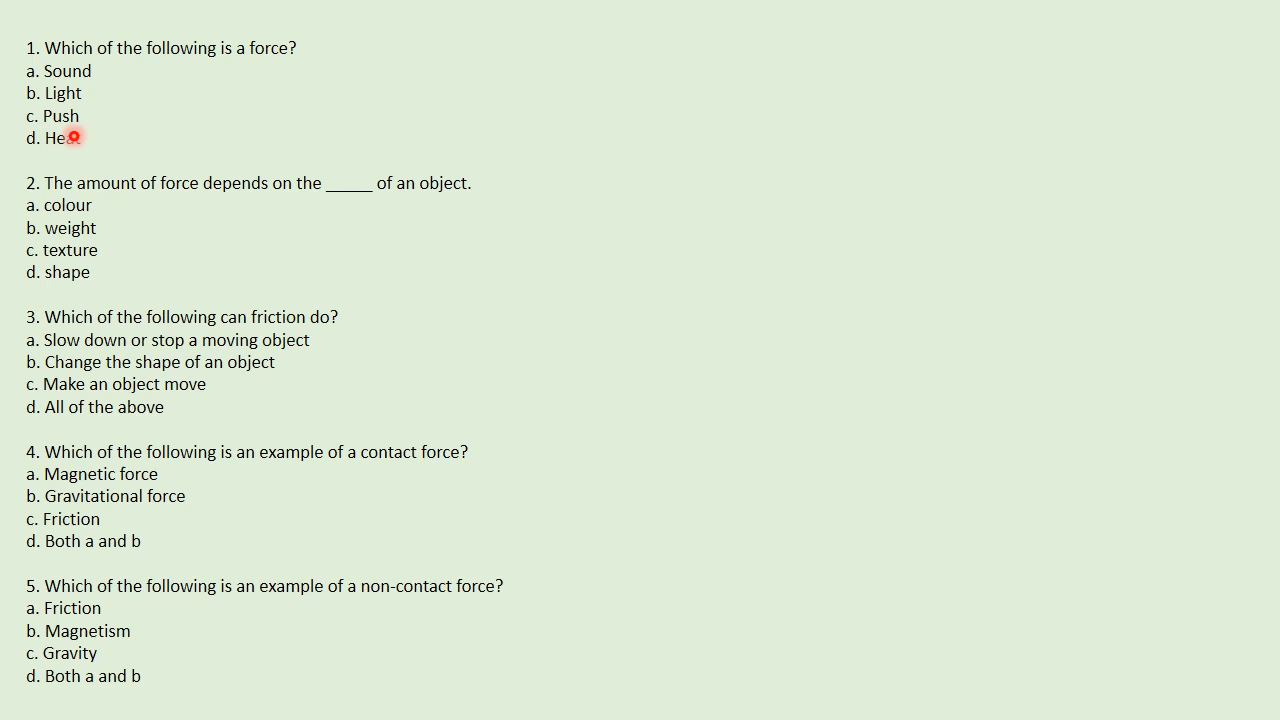 1. Which of the following is a force?
a. Sound
b. Light
c. Push
d. Heat
2. The amount of force depends on the _____ of an object.
a. colour
b. weight
c. texture
d. shape
3. Which of the following can friction do?
a. Slow down or stop a moving object
b. Change the shape of an object
c. Make an object move
d. All of the above
4. Which of the following is an example of a contact force?
a. Magnetic force
b. Gravitational force
c. Friction
d. Both a and b
5. Which of the following is an example of a non-contact force?
a. Friction
b. Magnetism
c. Gravity
d. Both a and b